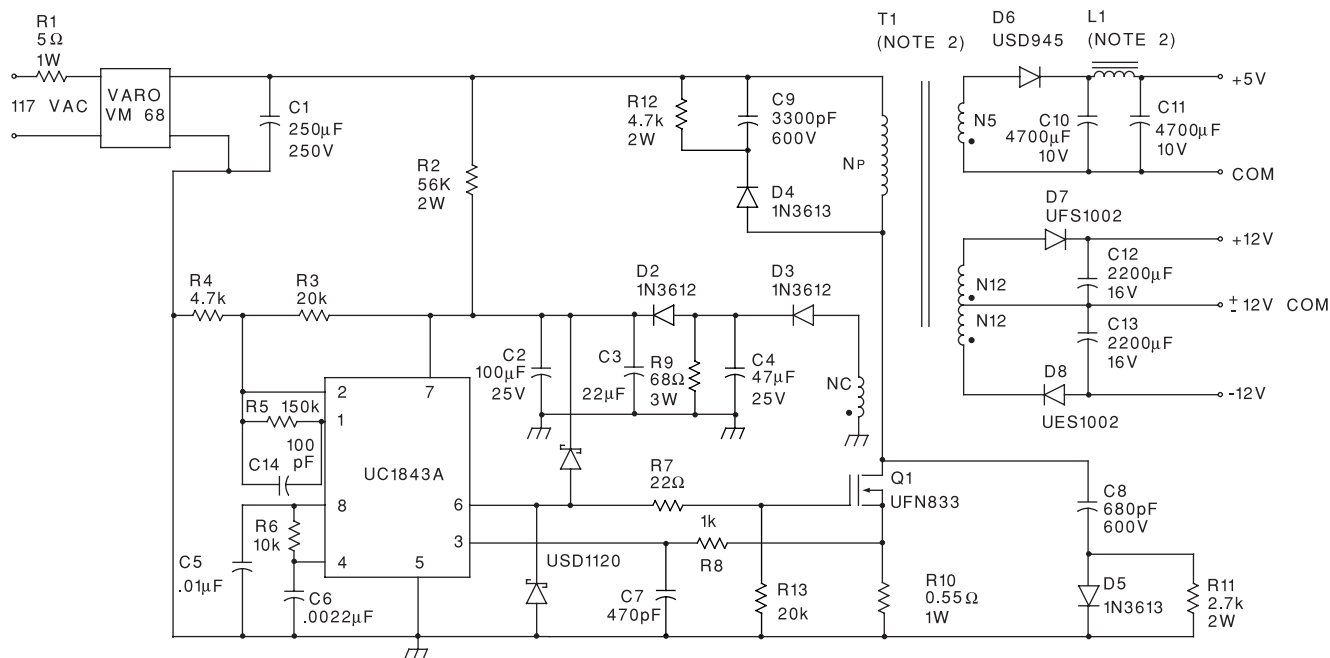 R1
5Ω
1W
117 VAC
VARO
VM 68
C1
250µF
250V
R2
56K
2W
R12
4.7k
2W
C9
3300pF
600V
D4
1N3613
NP
T1
(NOTE 2)
D6
USD945
L1
(NOTE 2)
N5
C10
4700µF
10V
C11
4700µF
10V
+5V
COM
D7
UFS1002
+12V
N12
N12
C12
2200µF
16V
± 12V COM
C13
2200µF
16V
D8
UES1002
-12V
R4
4.7k
R3
20k
D2
1N3612
D3
1N3612
C2
100µF
25V
C3
22µF
R9
68Ω
3W
C4
47µF
25V
NC
2
7
R5 150k
1
100
pF
C14
UC1843A
8
6
R6
10k
4
5
3
C5
.01µF
C6
.0022µF
USD1120
R7
22Ω
1k
R8
C7
470pF
R13
20k
Q1
UFN833
R10
0.55Ω
1W
C8
680pF
600V
D5
1N3613
R11
2.7k
2W